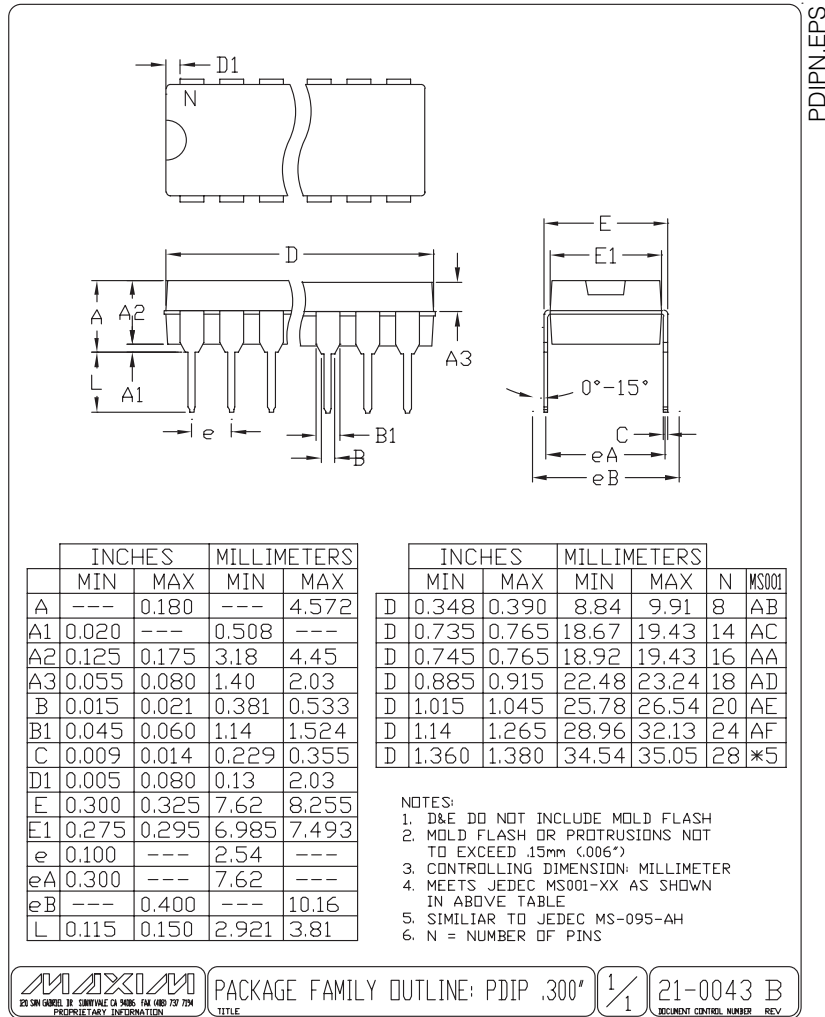 PDIPN.EPS
D1
N
E
E1
D
A
A2
A3
L
A1
0°-15°
e
B1
B
C
eA
eB
INCHES MILLIMETERS
MIN MAX MIN MAX
A --- 0.180 --- 4.572
A1 0.020 --- 0.508 ---
A2 0.125 0.175 3.18 4.45
A3 0.055 0.080 1.40 2.03
B 0.015 0.021 0.381 0.533
B1 0.045 0.060 1.14 1.524
C 0.009 0.014 0.229 0.355
D1 0.005 0.080 0.13 2.03
E 0.300 0.325 7.62 8.255
E1 0.275 0.295 6.985 7.493
e 0.100 --- 2.54 ---
eA 0.300 --- 7.62 ---
eB --- 0.400 --- 10.16
L 0.115 0.150 2.921 3.81
INCHES MILLIMETERS
MIN MAX MIN MAX N MS001
D 0.348 0.390 8.84 9.91 8 AB
D 0.735 0.765 18.67 19.43 14 AC
D 0.745 0.765 18.92 19.43 16 AA
D 0.885 0.915 22.48 23.24 18 AD
D 1.015 1.045 25.78 26.54 20 AE
D 1.14 1.265 28.96 32.13 24 AF
D 1.360 1.380 34.54 35.05 28 *5
NOTES:
1. D&E DO NOT INCLUDE MOLD FLASH
2. MOLD FLASH OR PROTRUSIONS NOT
TO EXCEED .15mm (.006")
3. CONTROLLING DIMENSION: MILLIMETER
4. MEETS JEDEC MS001-XX AS SHOWN
IN ABOVE TABLE
5. SIMILIAR TO JEDEC MS-095-AH
6. N = NUMBER OF PINS
MAXIM
120 SAN GABRIEL DR SUNNYVALE CA 94086 FAX (408) 737 7194
PROPRIETARY INFORMATION
PACKAGE FAMILY OUTLINE: PDIP .300"
TITLE
1/1
21-0043 B
DOCUMENT CONTROL NUMBER REV